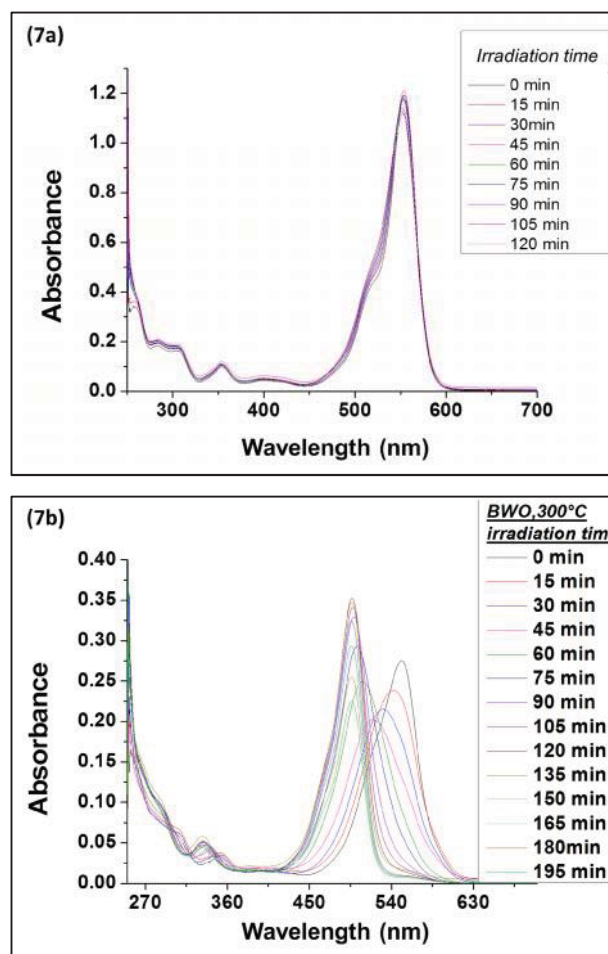 (7a)
Irradiation time
0 min
15 min
30min
45 min
60 min
75 min
90 min
105 min
120 min
1.2
1.0
0.8
0.6
0.4
0.2
0.0
Absorbance
300
400
500
600
700
Wavelength (nm)
(7b)
BWO,300°C
irradiation time
0 min
15 min
30 min
45 min
60 min
75 min
90 min
105 min
120 min
135 min
150 min
165 min
180min
195 min
0.40
0.35
0.30
0.25
0.20
0.15
0.10
0.05
0.00
Absorbance
270
360
450
540
630
Wavelength (nm)